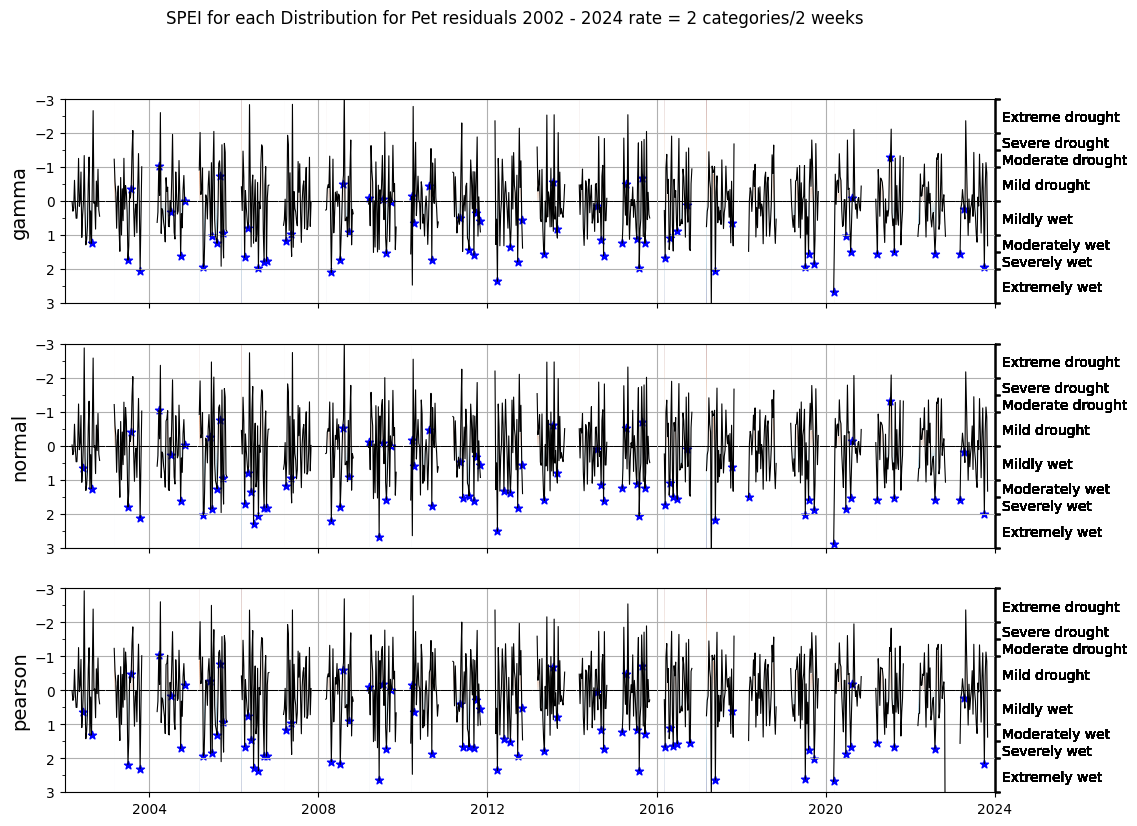 SPEI for each Distribution for Pet residuals 2002 - 2024 rate = 2 categories/2 weeks
gamma
−3
−2
−1
0
1
2
3
Extreme drought
Severe drought
Moderate drought
Mild drought
Mildly wet
Moderately wet
Severely wet
Extremely wet
normal
−3
−2
−1
0
1
2
3
Extreme drought
Severe drought
Moderate drought
Mild drought
Mildly wet
Moderately wet
Severely wet
Extremely wet
pearson
−3
−2
−1
0
1
2
3
Extreme drought
Severe drought
Moderate drought
Mild drought
Mildly wet
Moderately wet
Severely wet
Extremely wet
2004 2008 2012 2016 2020 2024